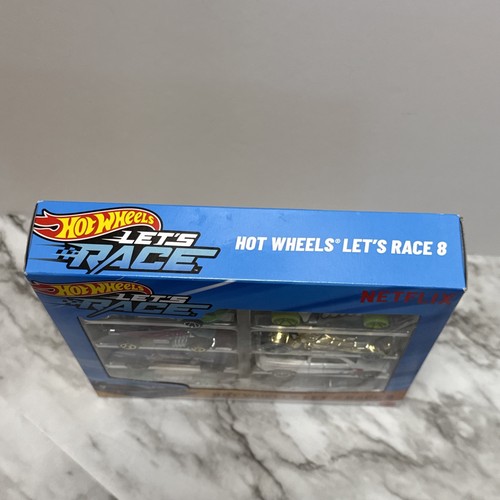 HOT WHEELS
LET'S
RACE
HOT WHEELS® LET'S RACE 8
HOT WHEELS
LET'S
RACE
NETFLIX